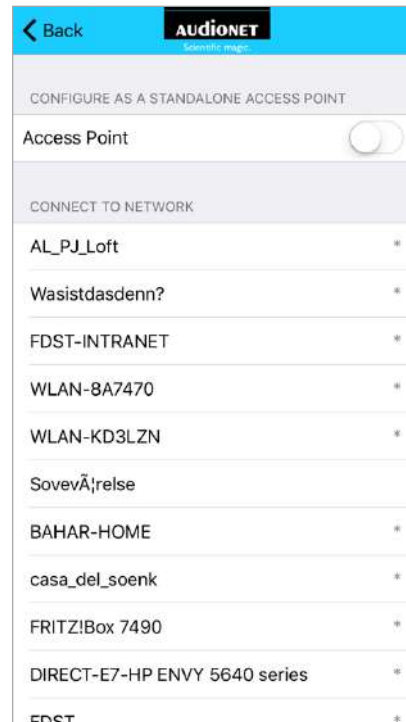 Back
AUDIONET
Scientific magic.
CONFIGURE AS A STANDALONE ACCESS POINT
Access Point
CONNECT TO NETWORK
AL_PJ_Loft *
Wasistdasdenn? *
FDST-INTRANET *
WLAN-8A7470 *
WLAN-KD3LZN *
SovevÃ¦relse
BAHAR-HOME *
casa_del_soenk *
FRITZ!Box 7490 *
DIRECT-E7-HP ENVY 5640 series *
FDST *